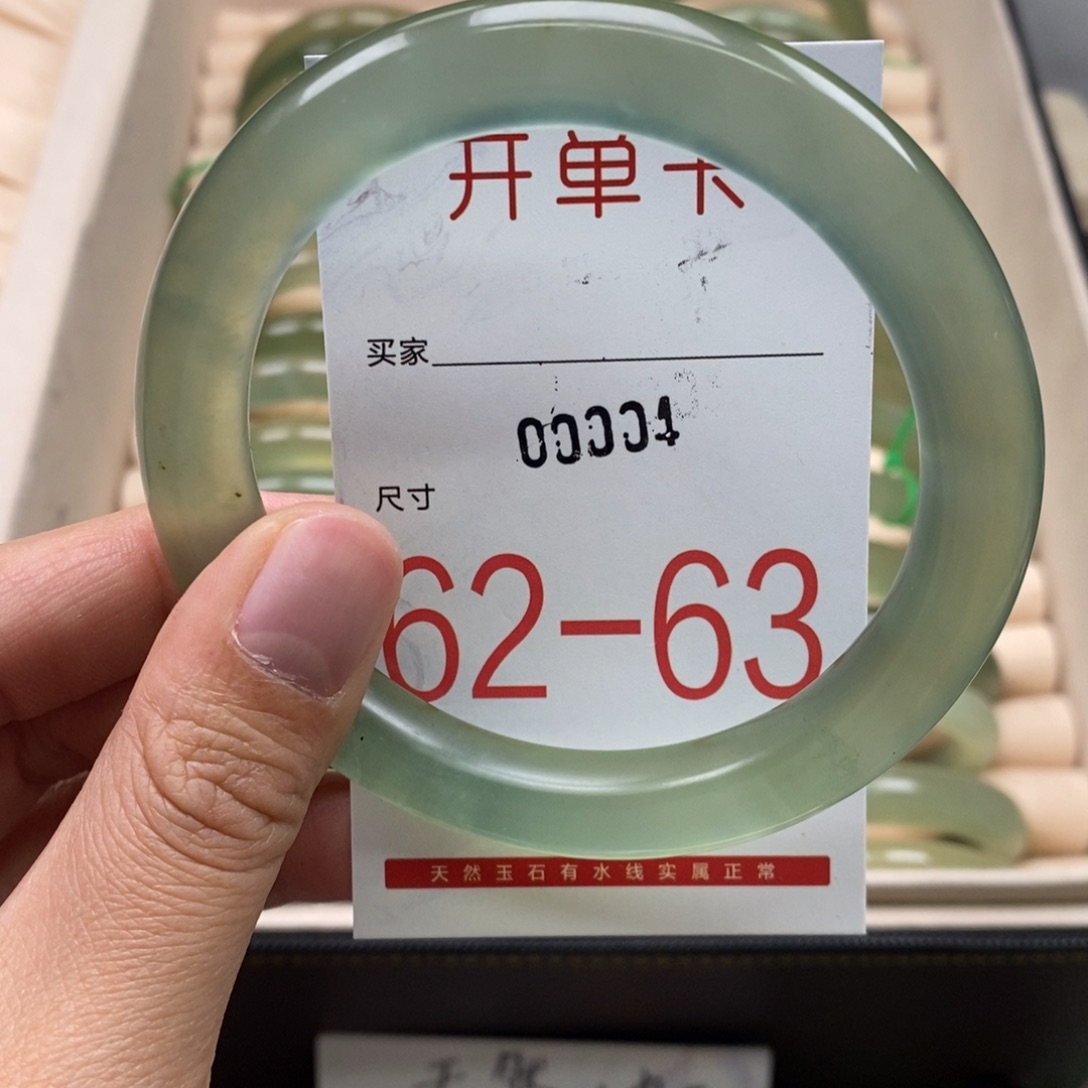 开单卡
买家
00004
尺寸
62-63
天然玉石有水线实属正常